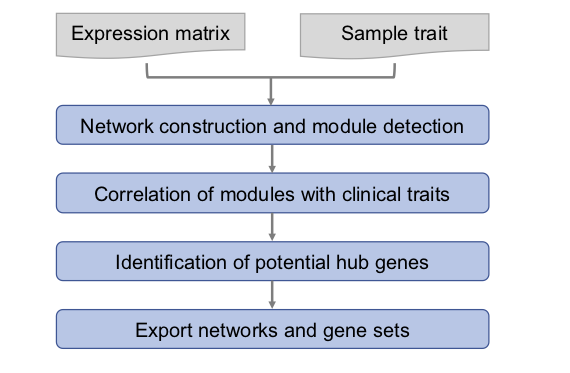 Expression matrix
Sample trait
Network construction and module detection
Correlation of modules with clinical traits
Identification of potential hub genes
Export networks and gene sets